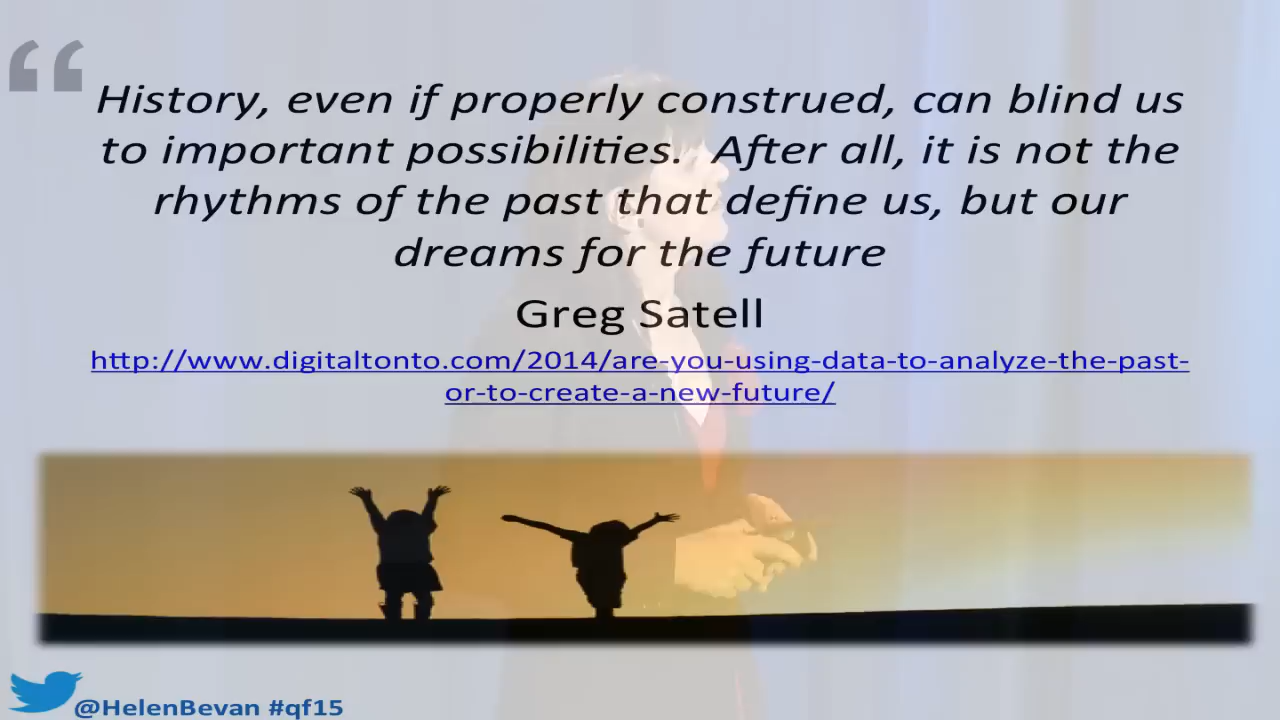 “
History, even if properly construed, can blind us
to important possibilities.  After all, it is not the
rhythms of the past that define us, but our
dreams for the future
Greg Satell
http://www.digitaltonto.com/2014/are-you-using-data-to-analyze-the-past-
or-to-create-a-new-future/
@HelenBevan #qf15